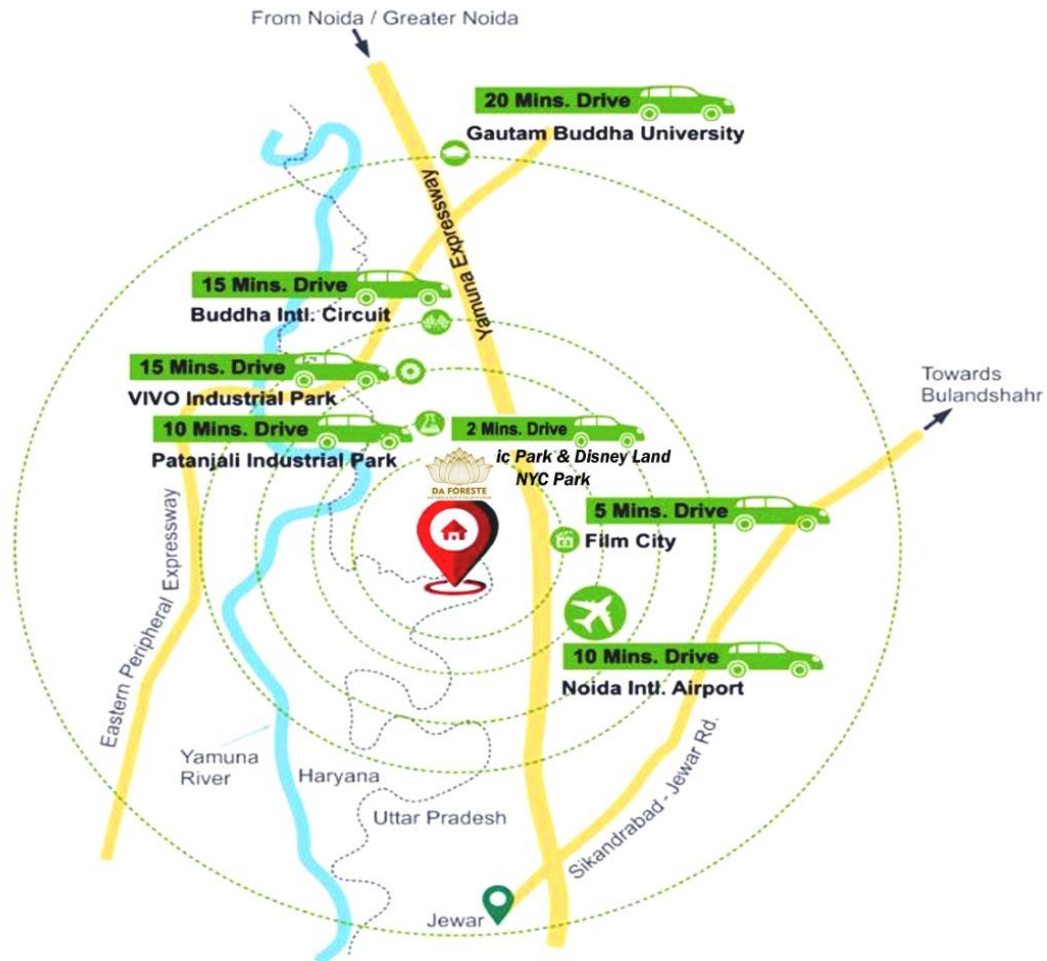 From Noida / Greater Noida
20 Mins. Drive
Gautam Buddha University
Yamuna Expressway
15 Mins. Drive
Buddha Intl. Circuit
15 Mins. Drive
VIVO Industrial Park
Towards
Bulandshahr
10 Mins. Drive
Patanjali Industrial Park
2 Mins. Drive
ic Park & Disney Land
NYC Park
DA FORESTE
5 Mins. Drive
Film City
Eastern Peripheral Expressway
10 Mins. Drive
Noida Intl. Airport
Yamuna
River
Haryana
Uttar Pradesh
Sikandrabad - Jewar Rd.
Jewar